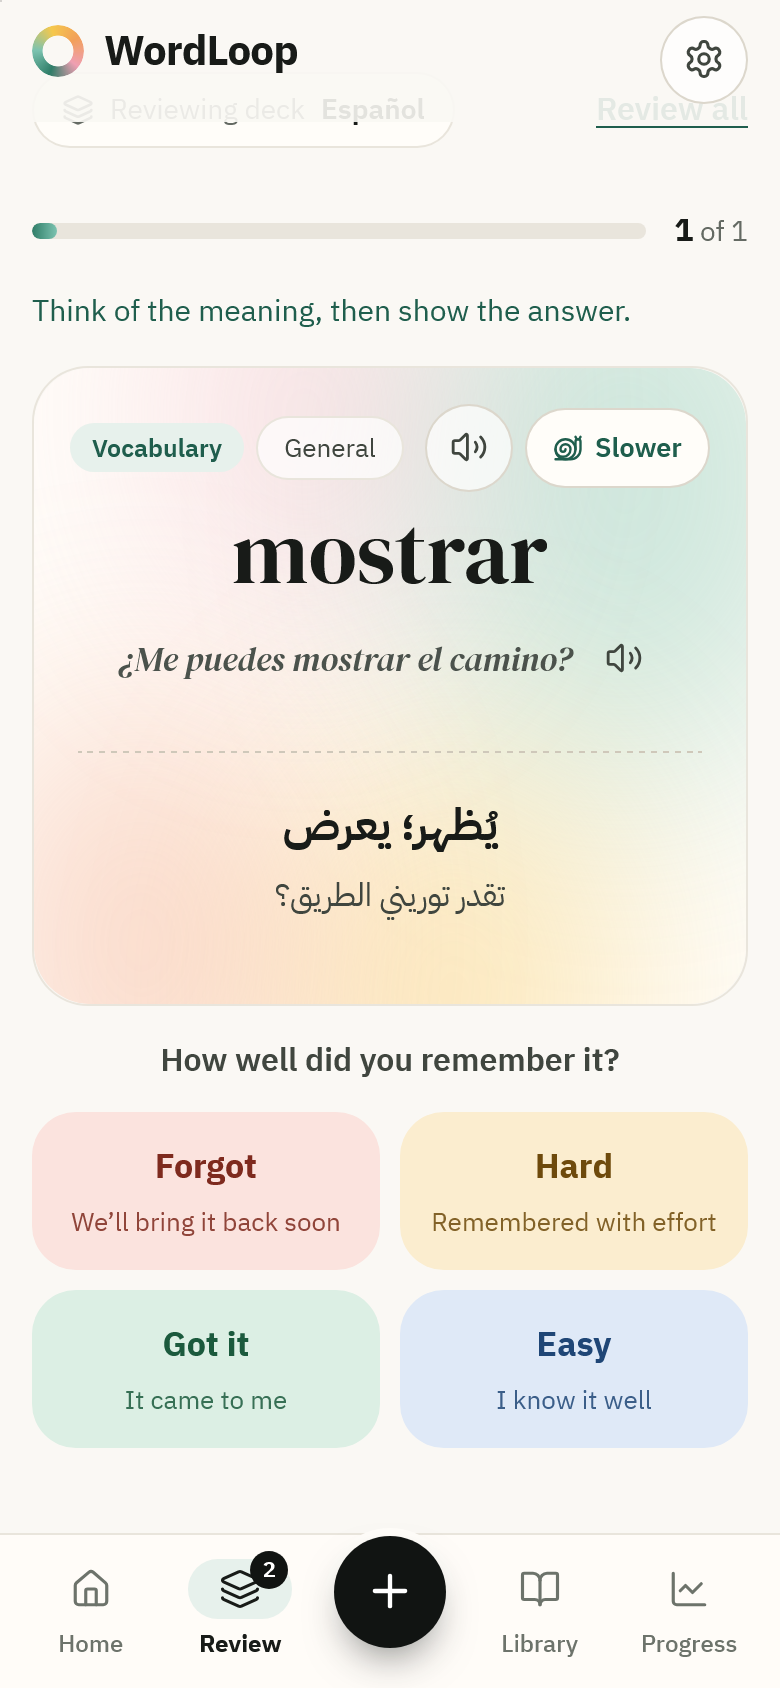 WordLoop
Reviewing deck Español
Review all
1 of 1
Think of the meaning, then show the answer.
Vocabulary
General
Slower
mostrar
¿Me puedes mostrar el camino?
يُظهر؛ يعرض
تقدر توريني الطريق؟
How well did you remember it?
Forgot
We’ll bring it back soon
Hard
Remembered with effort
Got it
It came to me
Easy
I know it well
2
Home
Review
Library
Progress